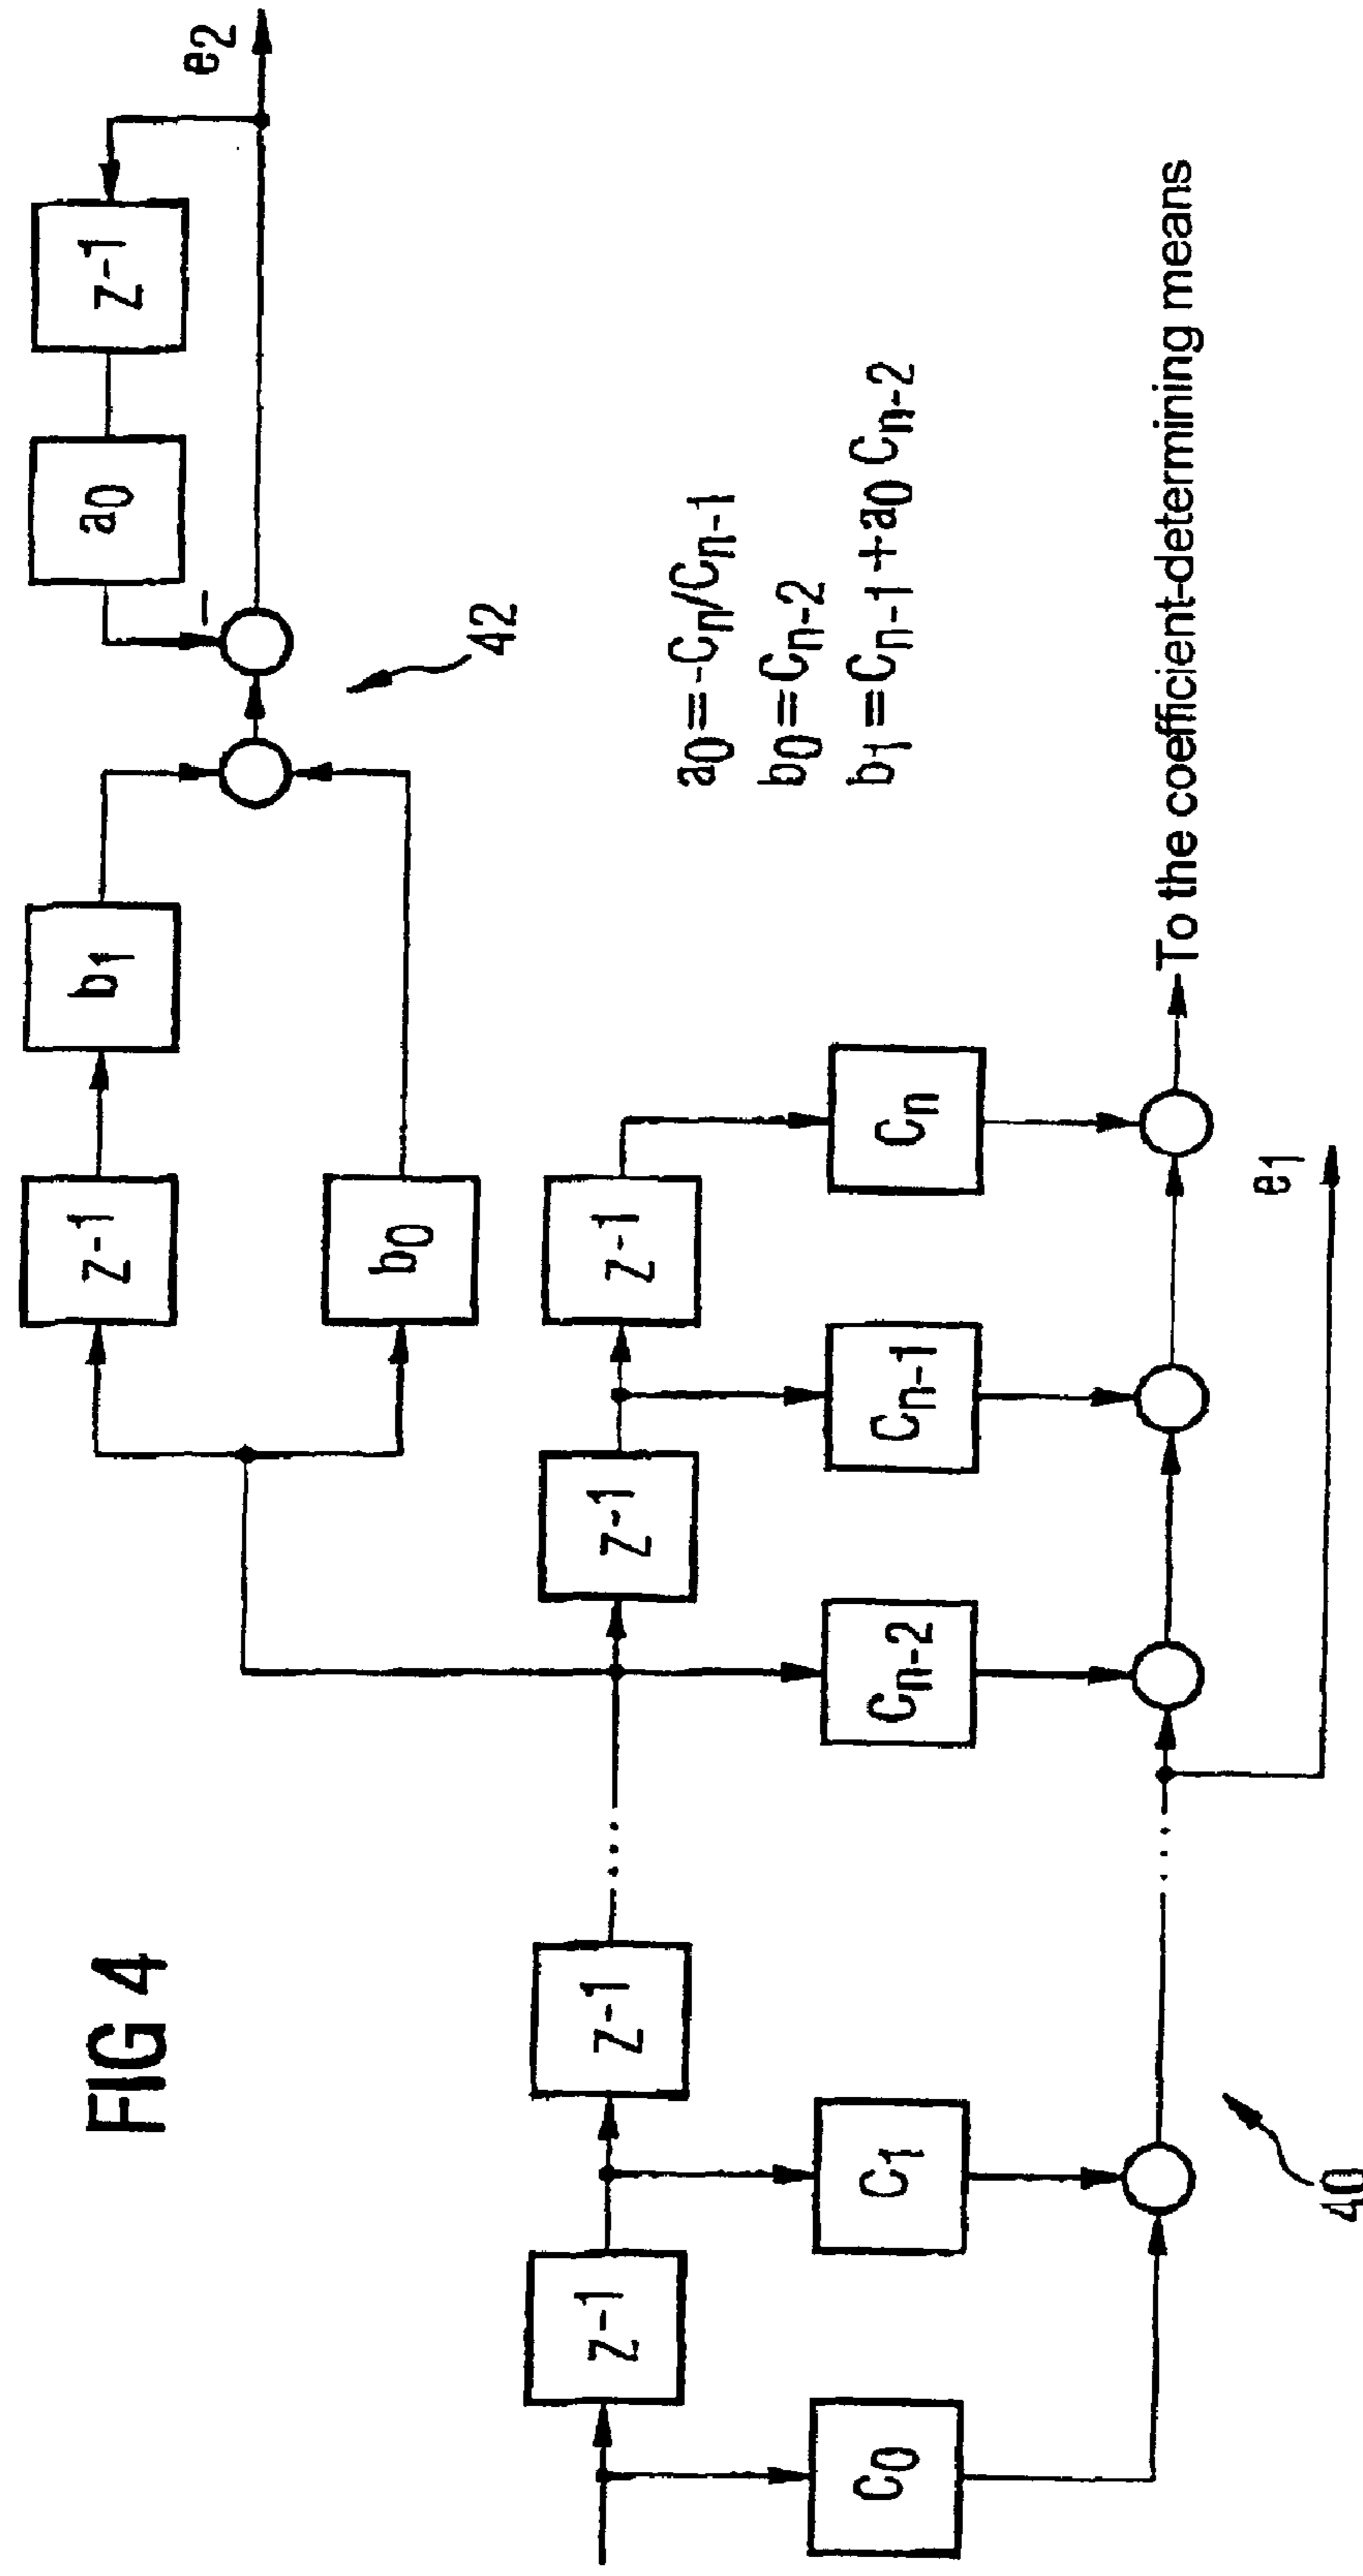 FIG 4
z-1
b1
a0
z-1
e2
b0
-
42
a0=-Cn/Cn-1
b0=Cn-2
b1=Cn-1+a0 Cn-2
z-1
z-1
...
z-1
z-1
C0
C1
Cn-2
Cn-1
Cn
...
To the coefficient-determining means
e1
40